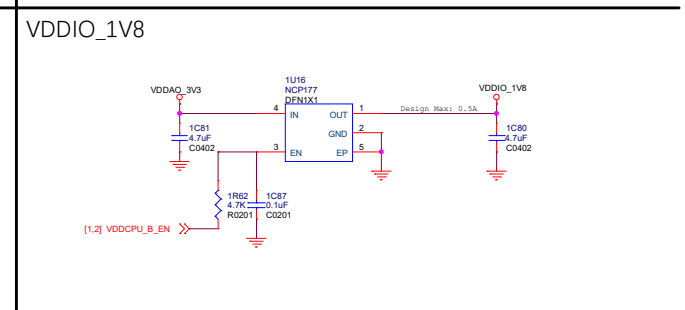 VDDIO_1V8
1U16
NCP177
DFN1X1
VDDAO_3V3
VDDIO_1V8
4
IN
OUT
1
Design Max: 0.5A
1C81
4.7uF
C0402
GND
2
1C80
4.7uF
C0402
3
EN
EP
5
1R62
4.7K
R0201
1C87
0.1uF
C0201
[1,2] VDDCPU_B_EN